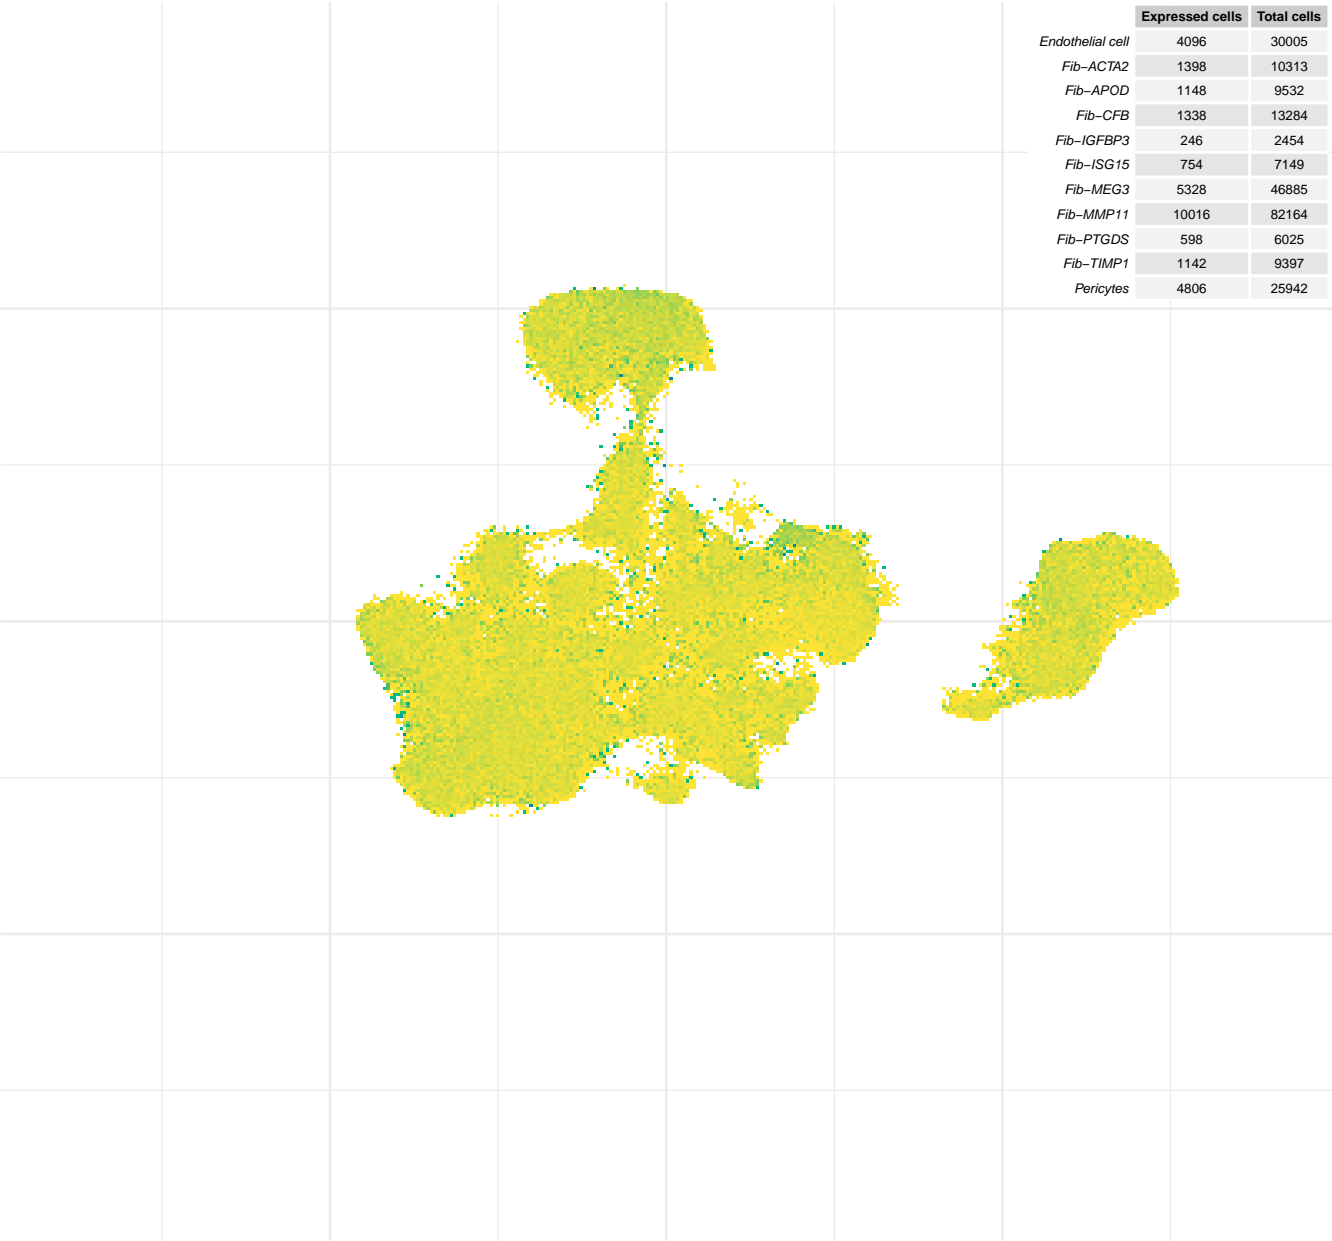 Expressed cells Total cells
Endothelial cell 4096 30005
Fib−ACTA2 1398 10313
Fib−APOD 1148 9532
Fib−CFB 1338 13284
Fib−IGFBP3 246 2454
Fib−ISG15 754 7149
Fib−MEG3 5328 46885
Fib−MMP11 10016 82164
Fib−PTGDS 598 6025
Fib−TIMP1 1142 9397
Pericytes 4806 25942